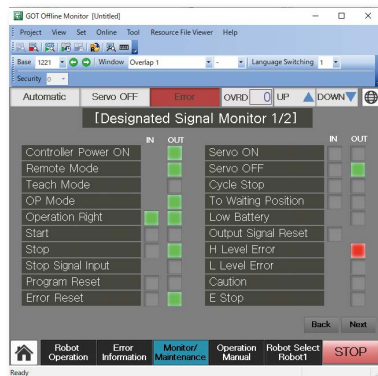 GOT Offline Monitor [Untitled]
Project View Set Online Tool Resource File Viewer Help
Base 1221 Window Overlap 1 - Language Switching 1
Security 0
Automatic Servo OFF Error OVRD 0 UP DOWN
[Designated Signal Monitor 1/2]
IN OUT IN OUT
Controller Power ON Servo ON
Remote Mode Servo OFF
Teach Mode Cycle Stop
OP Mode To Waiting Position
Operation Right Low Battery
Start Output Signal Reset
Stop H Level Error
Stop Signal Input L Level Error
Program Reset Caution
Error Reset E Stop
Back Next
Robot Operation Error Information Monitor/ Maintenance Operation Manual Robot Select Robot1 STOP
Ready